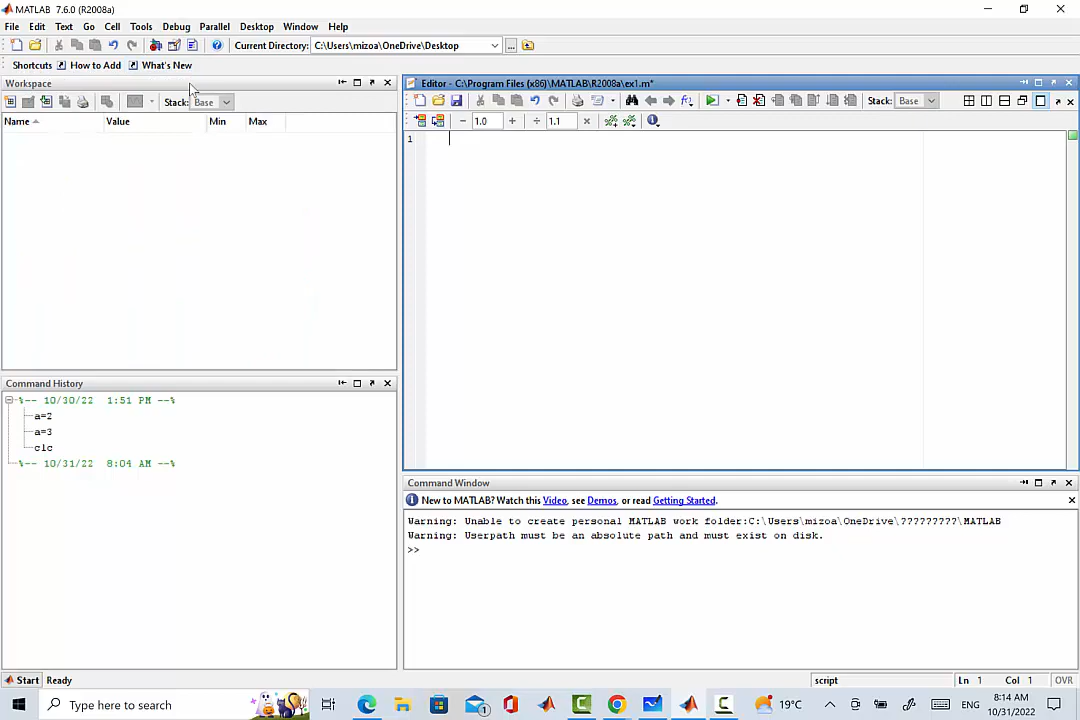 MATLAB 7.6.0 (R2008a)
File Edit Text Go Cell Tools Debug Parallel Desktop Window Help
Current Directory: C:\Users\mizoa\OneDrive\Desktop ...
Shortcuts How to Add What's New
Workspace
Stack: Base
Name Value Min Max
Command History
%-- 10/30/22 1:51 PM --%
a=2
a=3
clc
%-- 10/31/22 8:04 AM --%
Editor - C:\Program Files (x86)\MATLAB\R2008a\ex1.m*
Stack: Base
− 1.0 + ÷ 1.1 ×
1
Command Window
New to MATLAB? Watch this Video, see Demos, or read Getting Started.
Warning: Unable to create personal MATLAB work folder:C:\Users\mizoa\OneDrive\?????????\MATLAB
Warning: Userpath must be an absolute path and must exist on disk.
>>
Start Ready
script Ln 1 Col 1 OVR
Type here to search
1
19°C
ENG
8:14 AM
10/31/2022